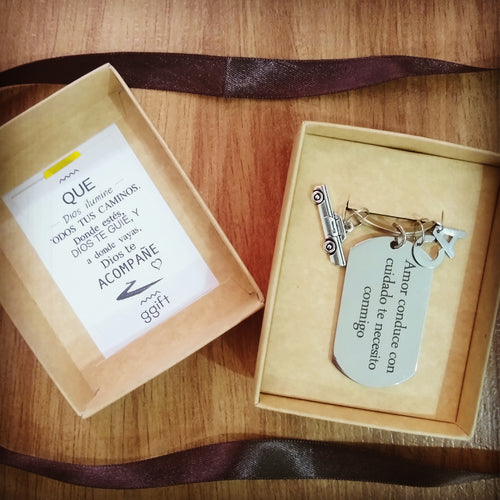 QUE
Dios ilumine
TODOS TUS CAMINOS.
Donde estés,
DIOS TE GUÍE, Y
a donde vayas,
Dios te
ACOMPAÑE
ggift
Amor conduce con
cuidado te necesito
conmigo
A